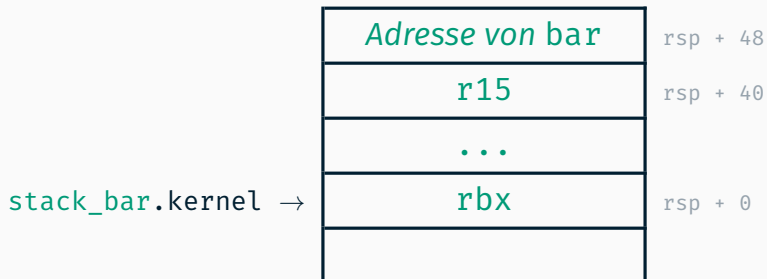 Adresse von bar rsp + 48
r15 rsp + 40
...
stack_bar.kernel → rbx rsp + 0